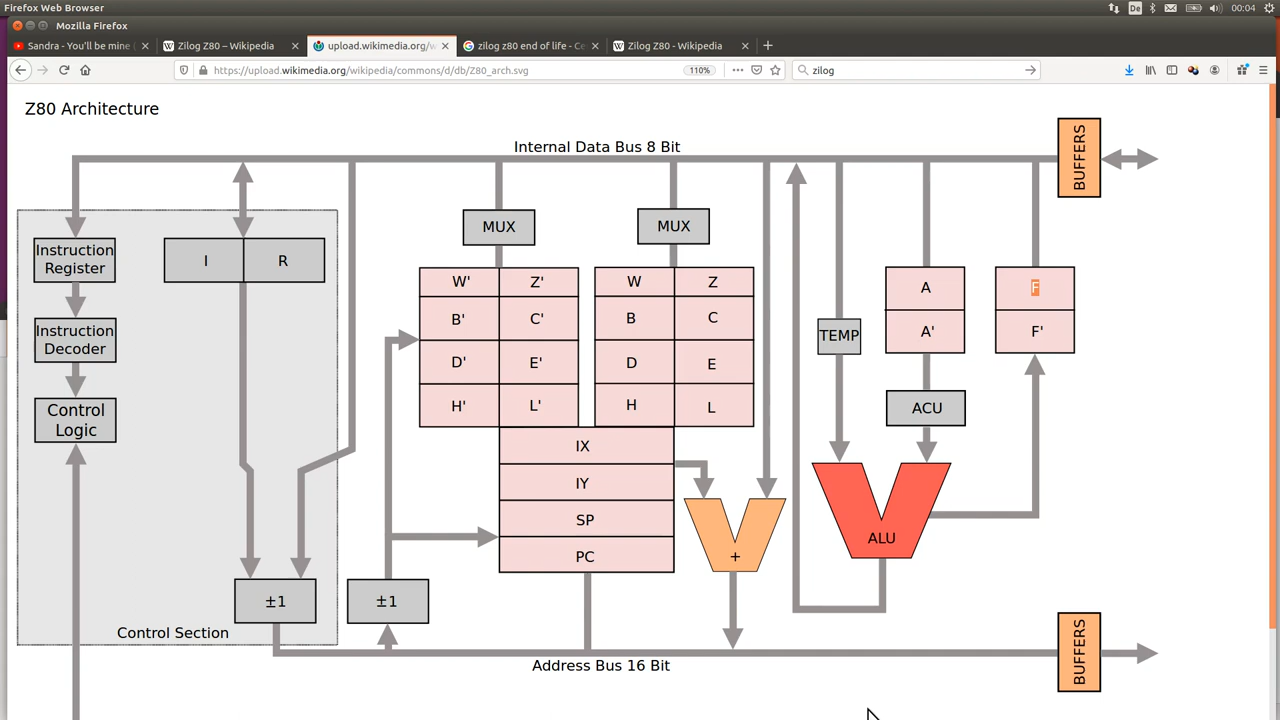 Firefox Web Browser
De
00:04
Mozilla Firefox
Sandra - You'll be mine (
Zilog Z80 – Wikipedia
upload.wikimedia.org/w
zilog z80 end of life - Ce
Zilog Z80 - Wikipedia
https://upload.wikimedia.org/wikipedia/commons/d/db/Z80_arch.svg
110%
zilog
Z80 Architecture
Internal Data Bus 8 Bit
BUFFERS
Instruction
Register
I
R
MUX
MUX
W'
Z'
W
Z
A
F
B'
C'
B
C
Instruction
Decoder
TEMP
A'
F'
D'
E'
D
E
H'
L'
H
L
ACU
Control
Logic
IX
IY
SP
ALU
PC
+
±1
±1
Control Section
BUFFERS
Address Bus 16 Bit